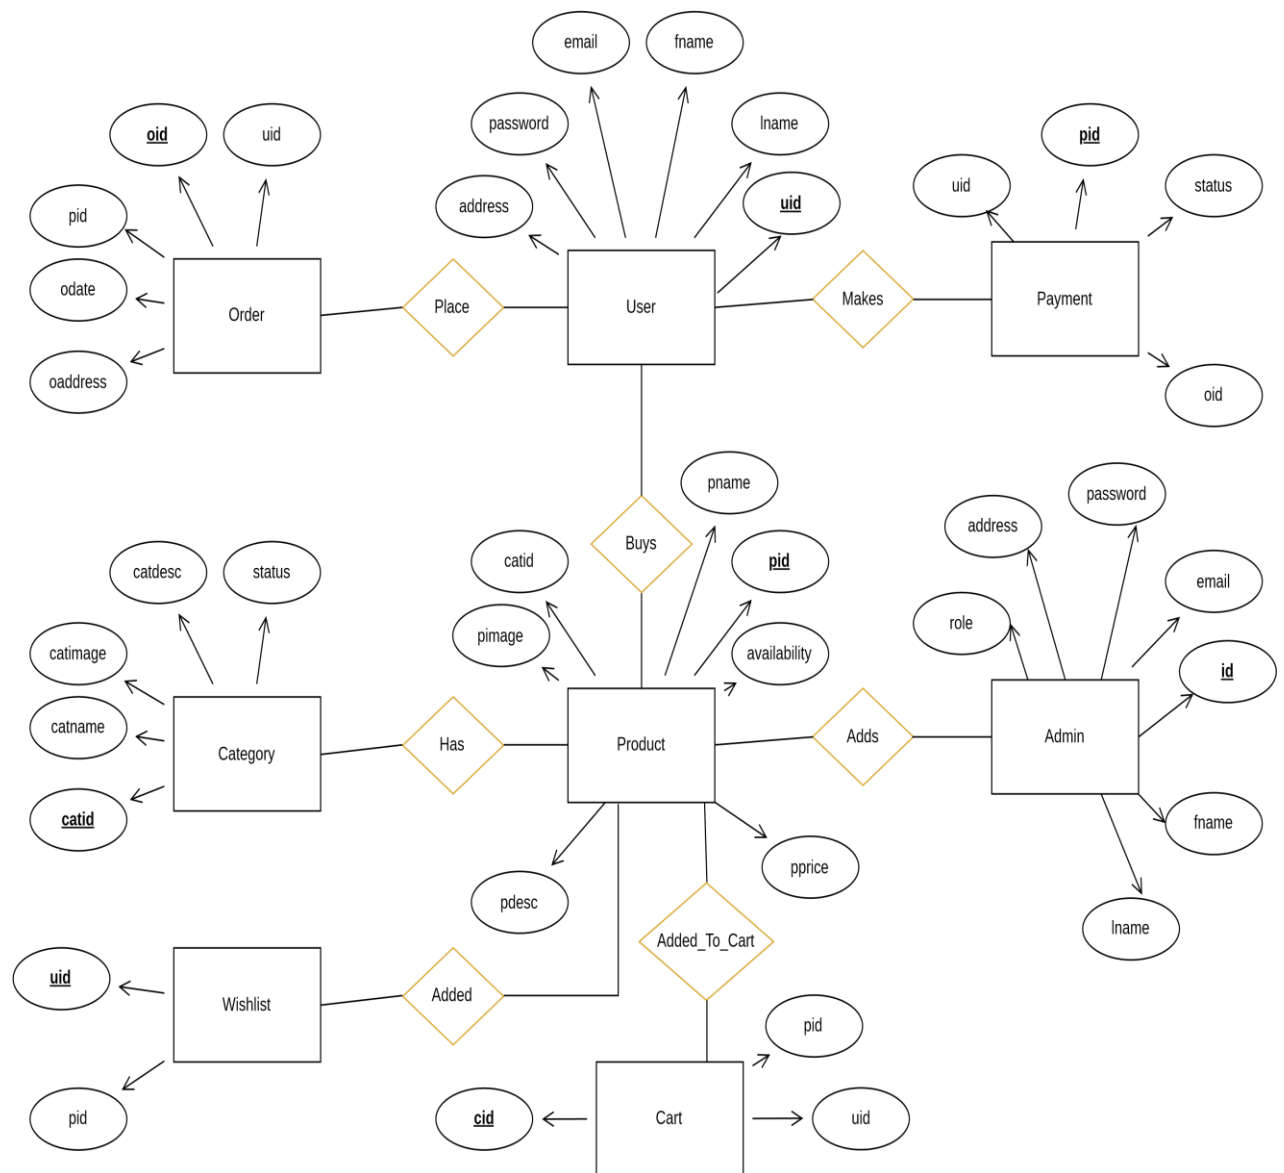 email
fname
password
lname
oid
uid
pid
uid
status
address
uid
pid
odate
Order
Place
User
Makes
Payment
oaddress
oid
pname
password
address
catid
Buys
pid
catdesc
status
email
role
pimage
availability
catimage
id
catname
Category
Has
Product
Adds
Admin
catid
fname
pprice
pdesc
lname
Added_To_Cart
uid
Wishlist
Added
pid
pid
cid
Cart
uid